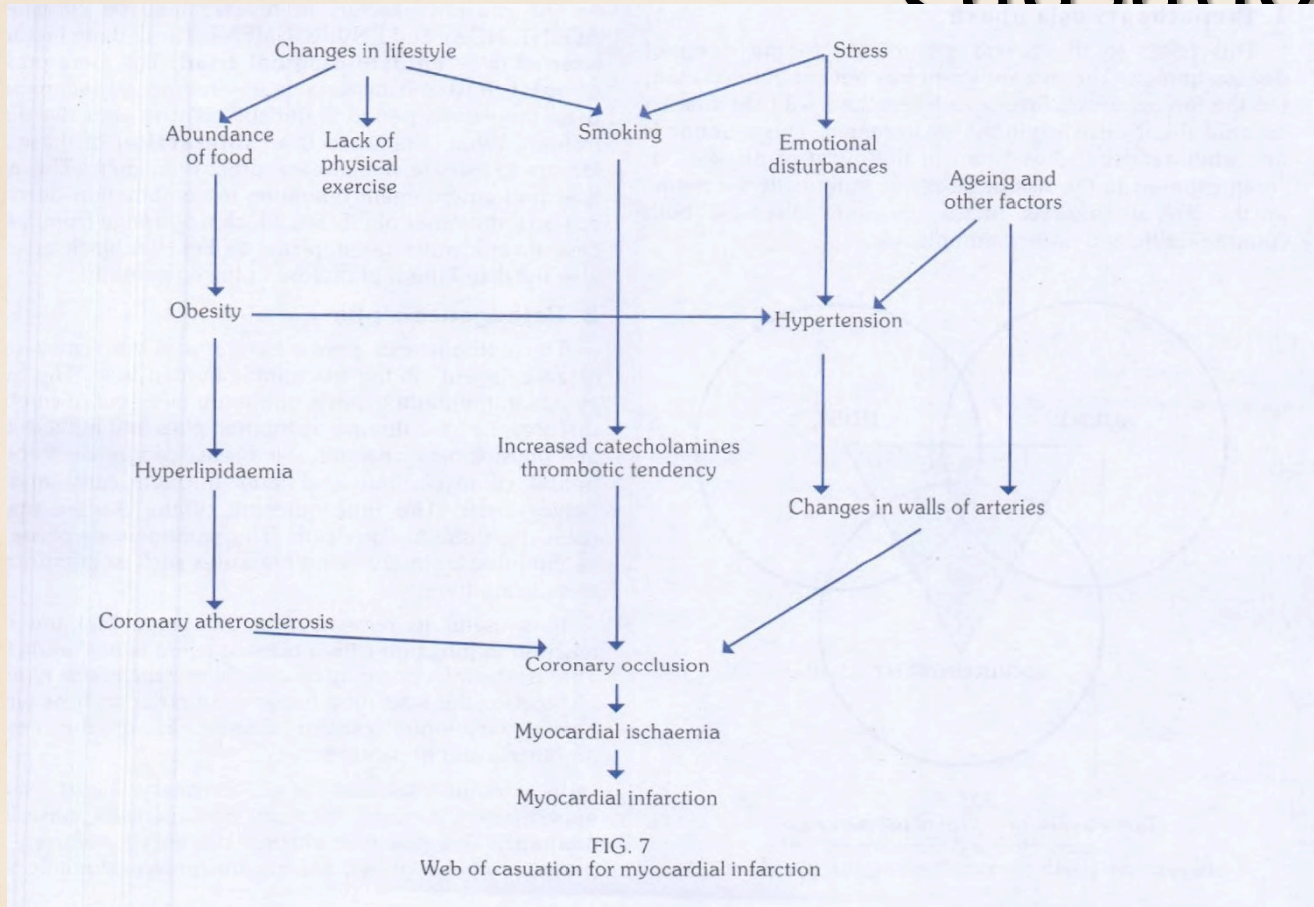 Changes in lifestyle
Stress
Abundance
of food
Lack of
physical
exercise
Smoking
Emotional
disturbances
Ageing and
other factors
Obesity
Hypertension
Hyperlipidaemia
Increased catecholamines
thrombotic tendency
Changes in walls of arteries
Coronary atherosclerosis
Coronary occlusion
Myocardial ischaemia
Myocardial infarction
FIG. 7
Web of casuation for myocardial infarction